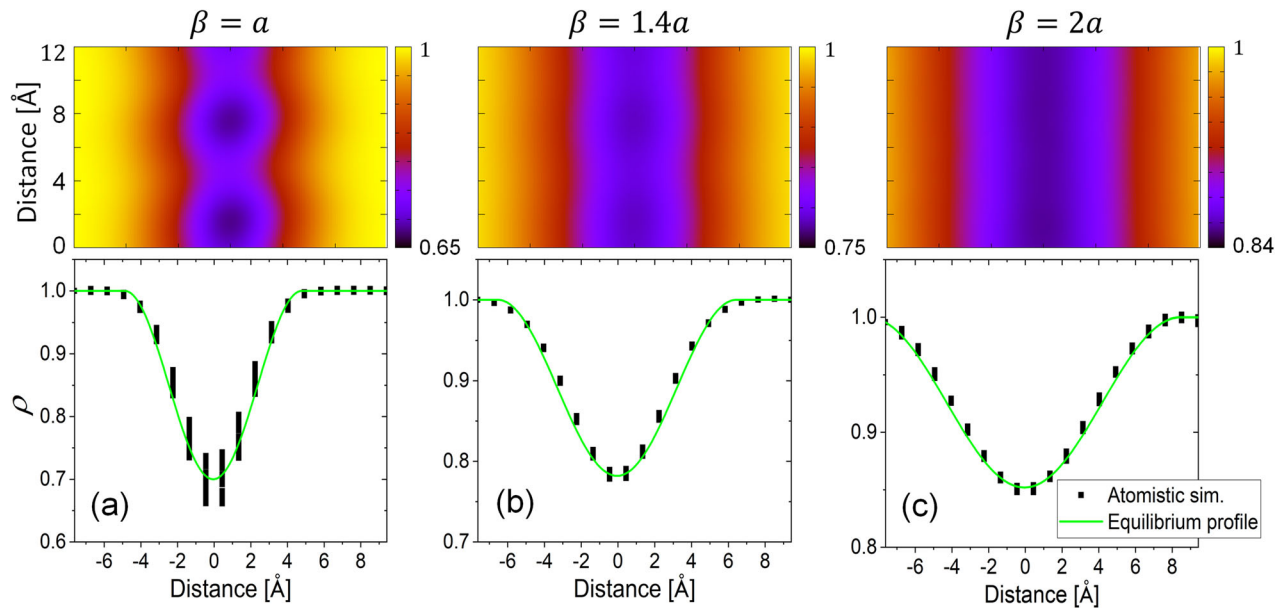 β = a
β = 1.4a
β = 2a
Distance [Å]
12
8
4
0
1
0.65
1
0.75
1
0.84
ρ
1.0
0.9
0.8
0.7
0.6
(a)
-6 -4 -2 0 2 4 6 8
Distance [Å]
1.0
0.9
0.8
0.7
(b)
-6 -4 -2 0 2 4 6 8
Distance [Å]
1.0
0.9
0.8
(c)
Atomistic sim.
Equilibrium profile
-6 -4 -2 0 2 4 6 8
Distance [Å]